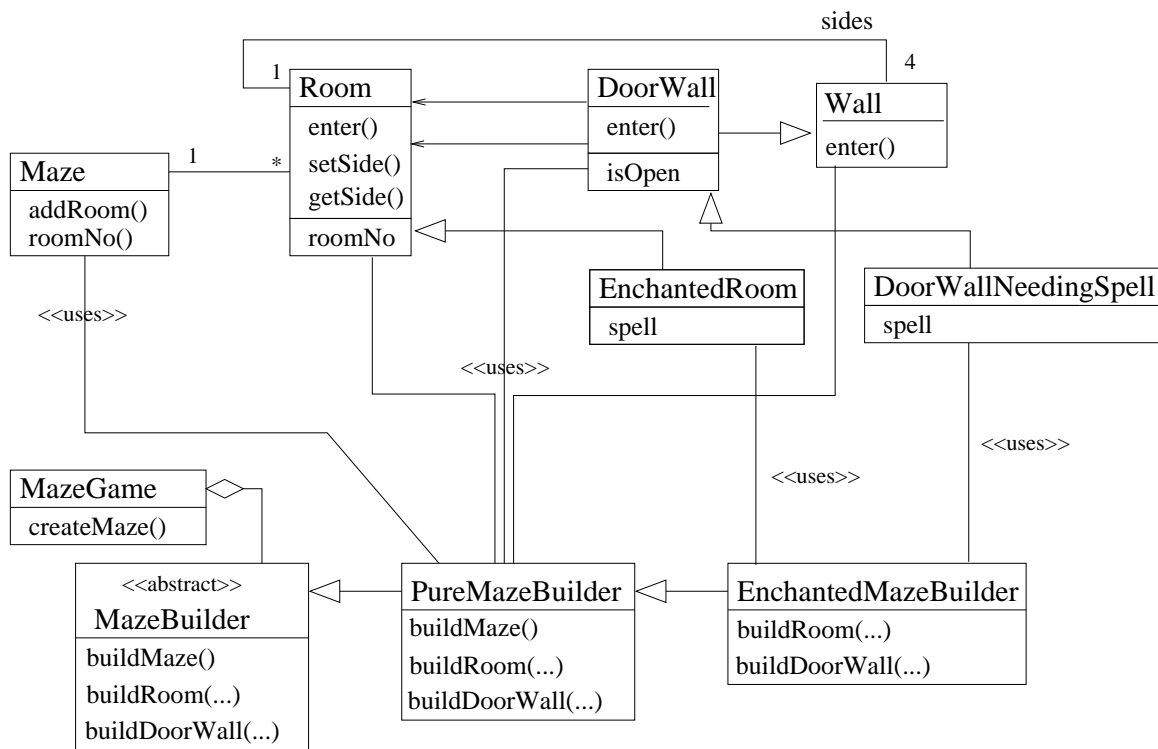 sides
1
4
Room
enter()
setSide()
getSide()
roomNo
DoorWall
enter()
isOpen
Wall
enter()
1
*
Maze
addRoom()
roomNo()
EnchantedRoom
spell
DoorWallNeedingSpell
spell
<<uses>>
<<uses>>
<<uses>>
<<uses>>
MazeGame
createMaze()
<<abstract>>
MazeBuilder
buildMaze()
buildRoom(...)
buildDoorWall(...)
PureMazeBuilder
buildMaze()
buildRoom(...)
buildDoorWall(...)
EnchantedMazeBuilder
buildRoom(...)
buildDoorWall(...)